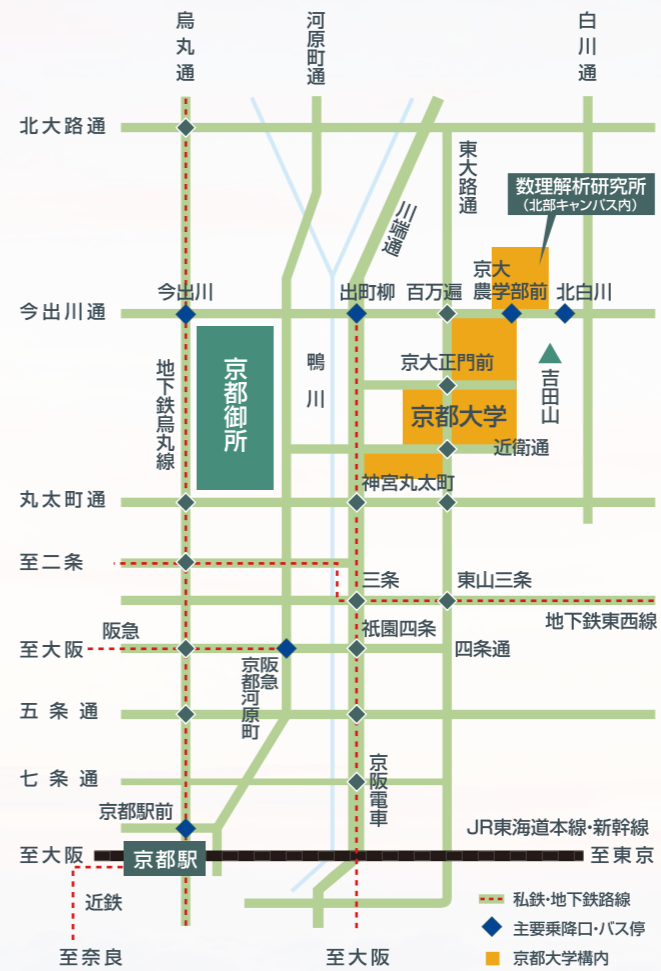 烏丸通
河原町通
白川通
北大路通
東大路通
数理解析研究所
（北部キャンパス内）
川端通
京大
農学部前
今出川
出町柳
百万遍
北白川
今出川通
地下鉄烏丸線
京都御所
鴨川
京大正門前
吉田山
京都大学
近衛通
神宮丸太町
丸太町通
至二条
三条
東山三条
地下鉄東西線
阪急
祇園四条
至大阪
四条通
阪急
京都河原町
五条通
七条通
京阪電車
京都駅前
JR東海道本線・新幹線
至大阪
京都駅
至東京
近鉄
私鉄・地下鉄路線
主要乗降口・バス停
至奈良
至大阪
京都大学構内